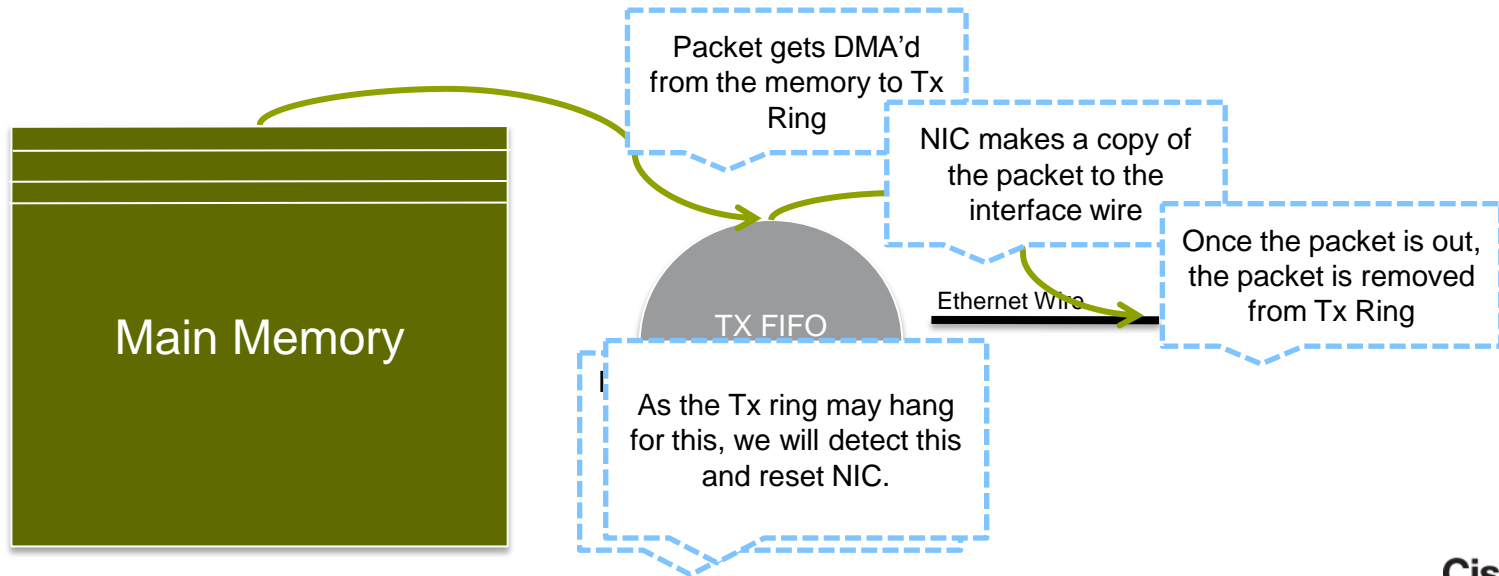 Packet gets DMA’d
from the memory to Tx
Ring
NIC makes a copy of
the packet to the
interface wire
Once the packet is out,
the packet is removed
from Tx Ring
Main Memory
TX FIFO
Ethernet Wire
As the Tx ring may hang
for this, we will detect this
and reset NIC.